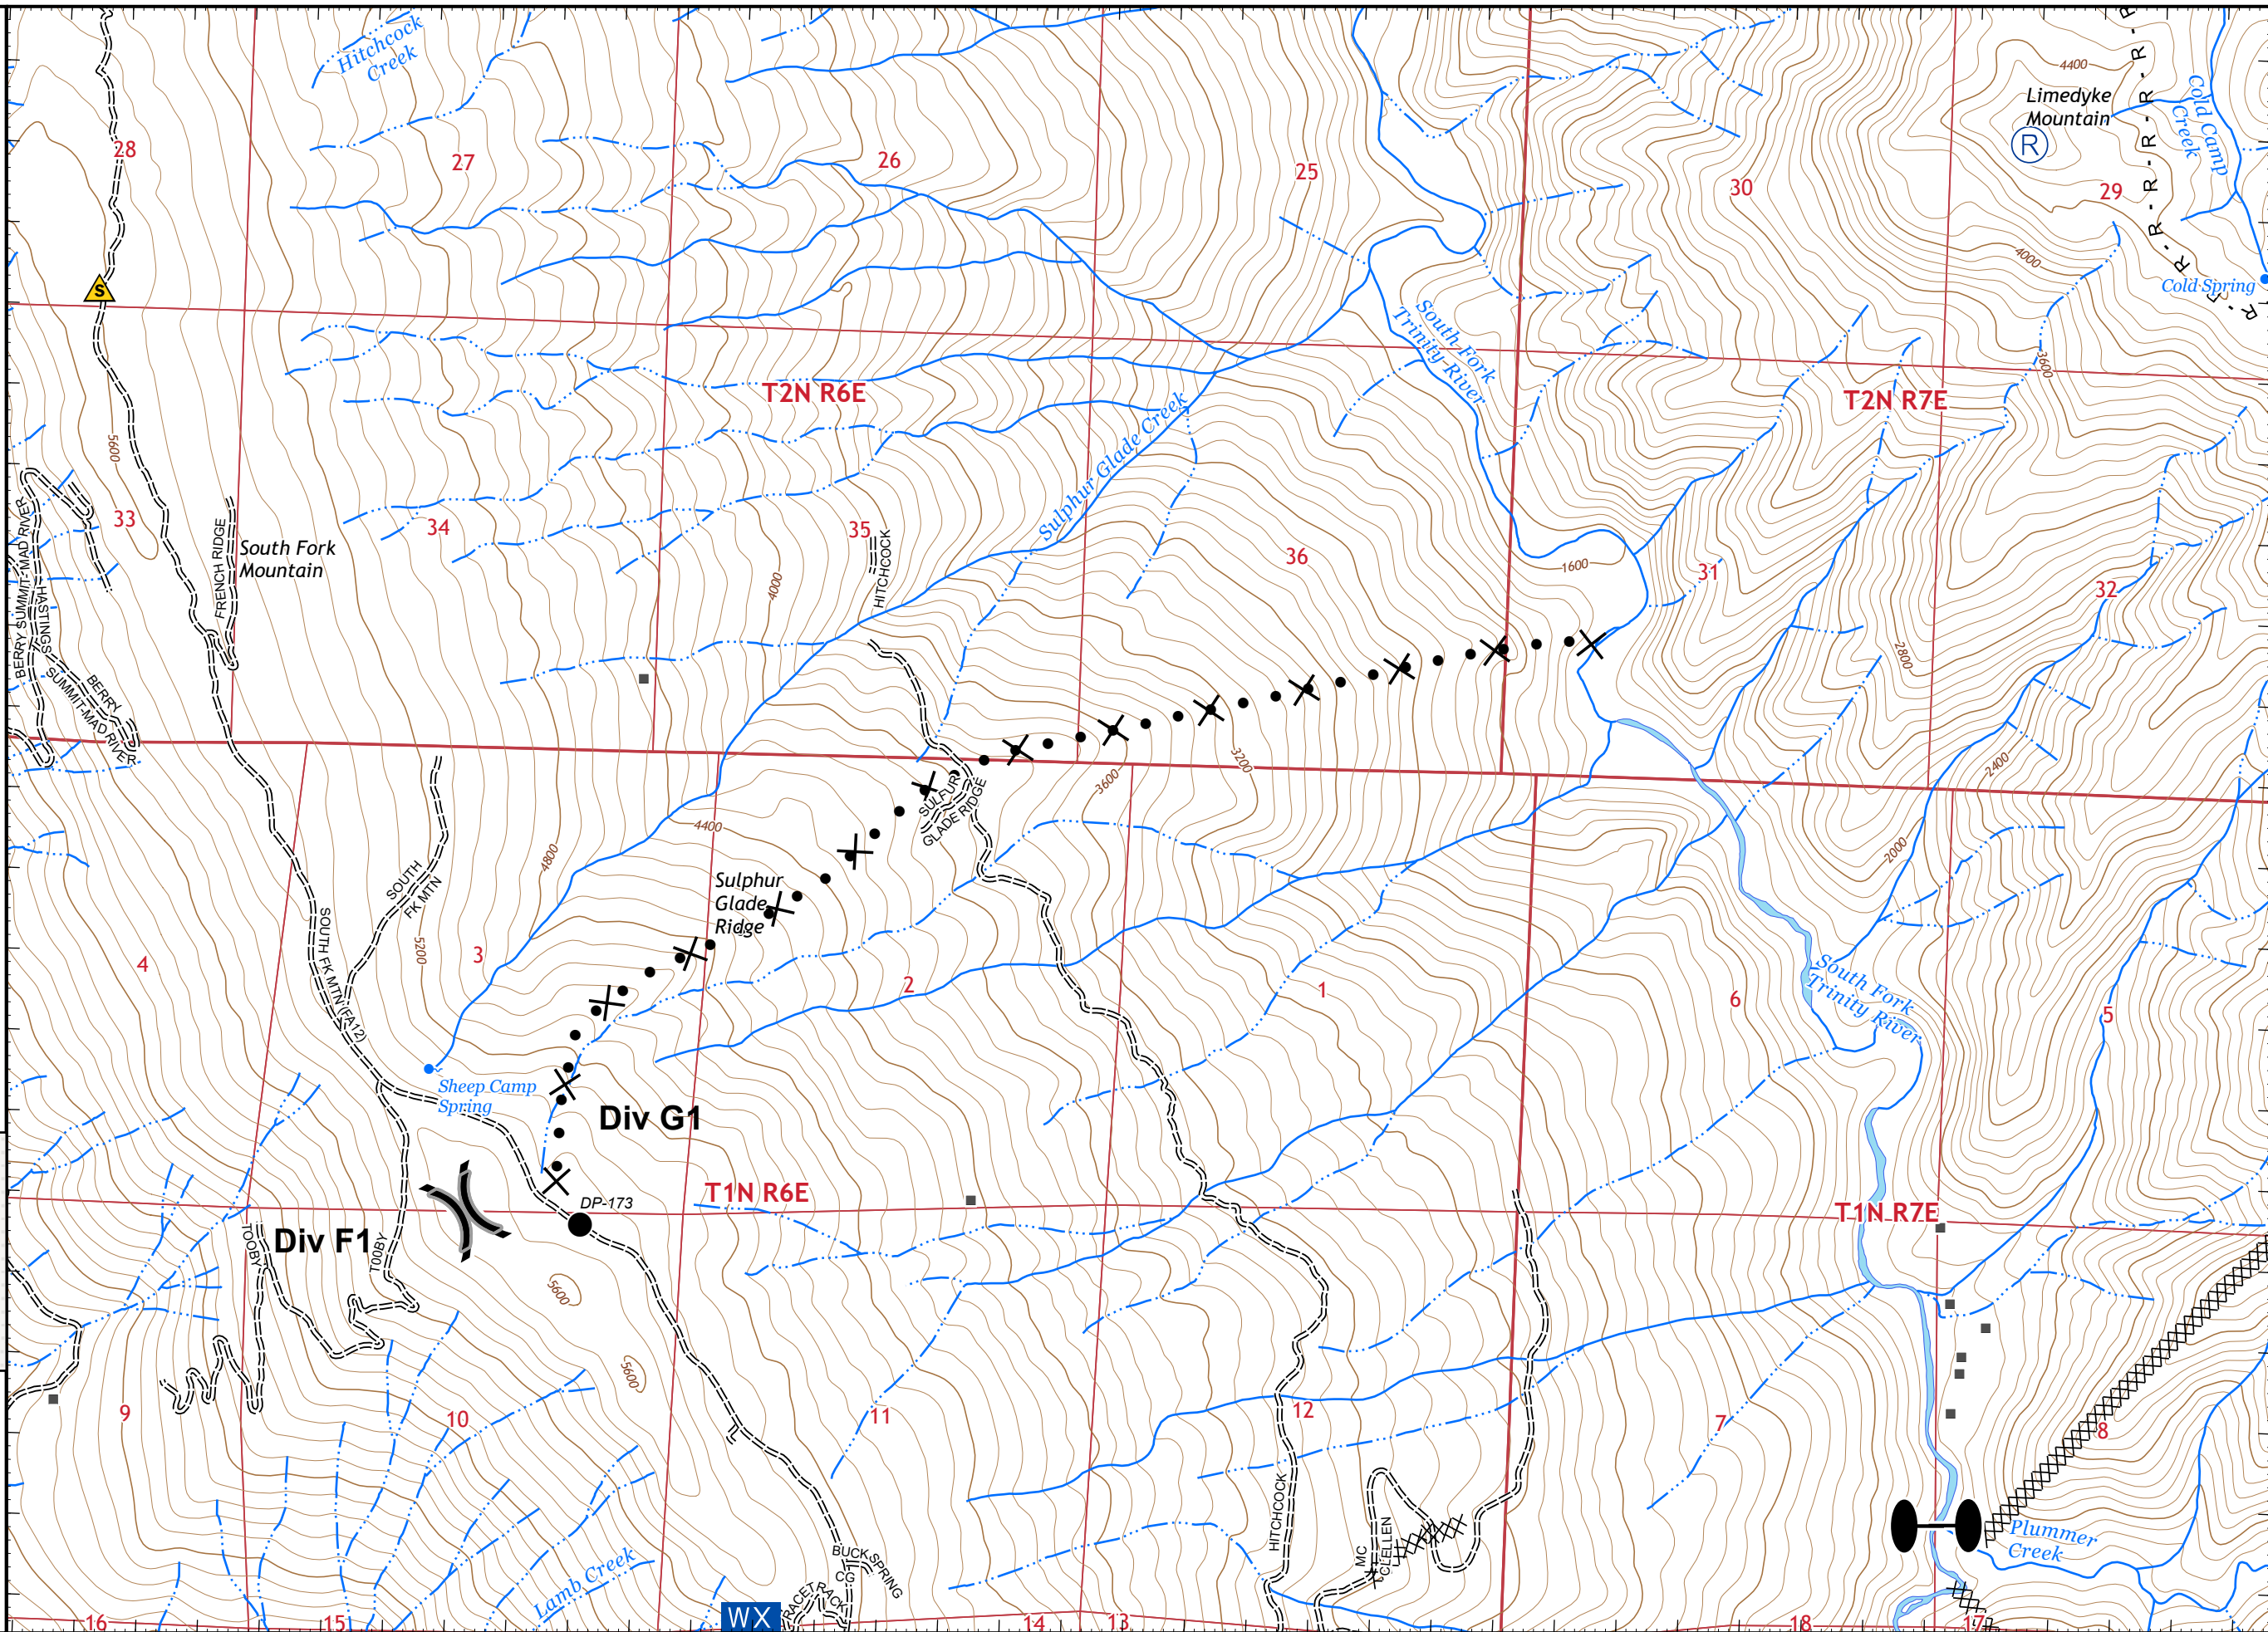 Hitchcock
Creek
28
27
26
25
30
4400
Limedyke
Mountain
R
29
Cold Camp
Creek
R - R - R - R - R - R - R - R
4000
Cold Spring
S
South Fork
Trinity River
3600
T2N R6E
T2N R7E
5600
Sulphur Glade Creek
33
34
35
36
31
32
FRENCH RIDGE
South Fork
Mountain
HITCHCOCK
4000
1600
2800
BERRY SUMMIT-MAD RIVER
HASTINGS
BERRY
SUMMIT-MAD RIVER
3200
3600
2400
SULFUR
GLADE RIDGE
4400
4800
2000
SOUTH
FK MTN
Sulphur
Glade
Ridge
SOUTH FK MTN (FA12)
5200
4
3
2
1
6
5
South Fork
Trinity River
Sheep Camp
Spring
Div G1
DP-173
T1N R6E
T1N R7E
Div F1
TOOBY
TOOBY
5600
5600
9
10
11
12
7
8
HITCHCOCK
MC
CLELLEN
Plummer
Creek
Lamb Creek
BUCK SPRING
CG
RACETRACK
WX
16
15
14
13
18
17